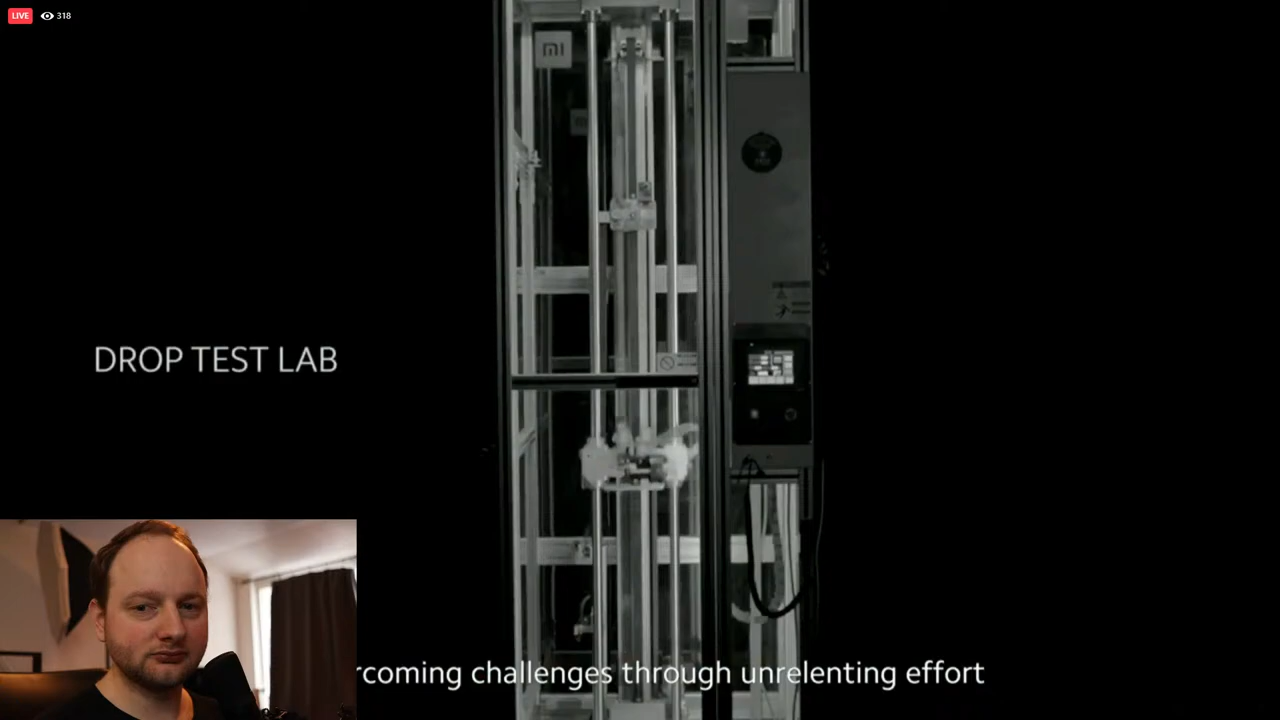 LIVE 318
mi
DROP TEST LAB
rcoming challenges through unrelenting effort